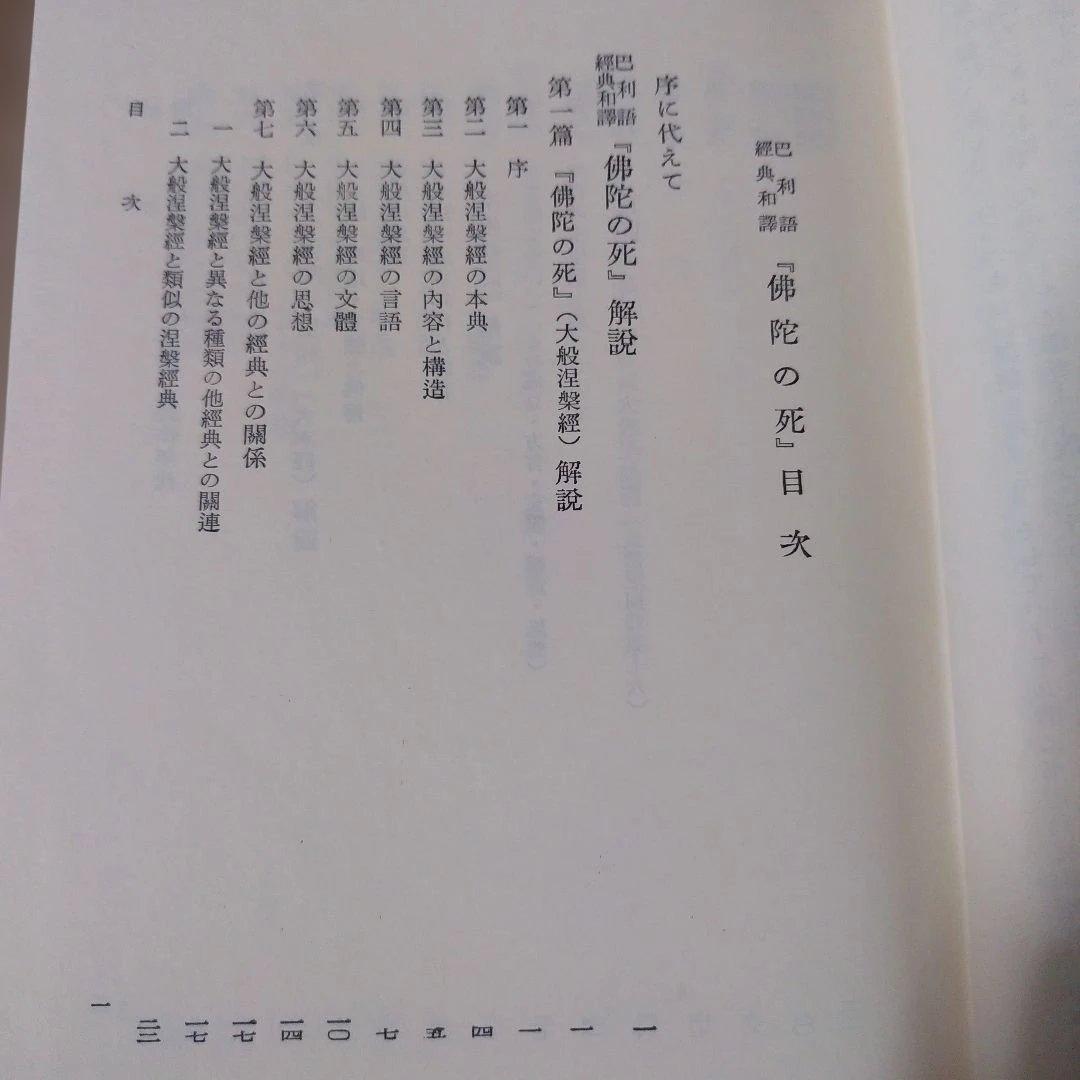 巴利語經典和譯『佛陀の死』目次
序に代えて
巴利語經典和譯『佛陀の死』解說 一
第一篇 『佛陀の死』(大般涅槃經)解說 一
第一 序 一
第二 大般涅槃經の本典 四
第三 大般涅槃經の內容と構造 五
第四 大般涅槃經の言語 七
第五 大般涅槃經の文體 一〇
第六 大般涅槃經の思想 一四
第七 大般涅槃經と他の經典との關係 一七
一 大般涅槃經と異なる種類の他經典との關連 一七
二 大般涅槃經と類似の涅槃經典 二三
目次 一